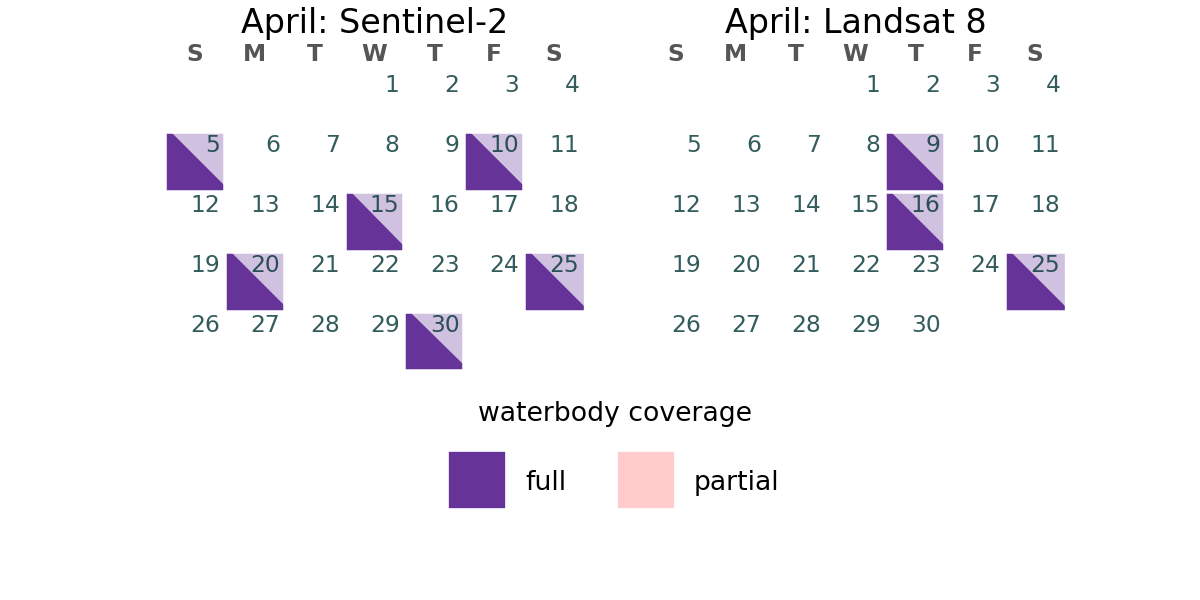 April: Sentinel-2
S M T W T F S
1 2 3 4
5 6 7 8 9 10 11
12 13 14 15 16 17 18
19 20 21 22 23 24 25
26 27 28 29 30
April: Landsat 8
S M T W T F S
1 2 3 4
5 6 7 8 9 10 11
12 13 14 15 16 17 18
19 20 21 22 23 24 25
26 27 28 29 30
waterbody coverage
full partial